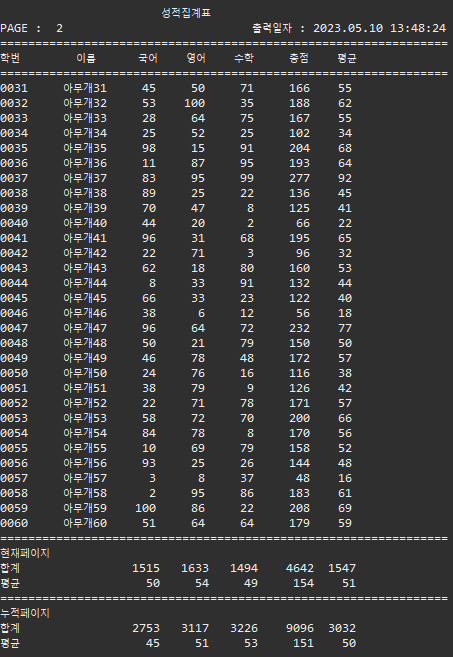 성적집계표
PAGE :  2                              출력일자 : 2023.05.10 13:48:24
================================================================
학번        이름      국어    영어    수학     총점    평균
================================================================
0031     아무개31     45     50     71     166    55
0032     아무개32     53    100     35     188    62
0033     아무개33     28     64     75     167    55
0034     아무개34     25     52     25     102    34
0035     아무개35     98     15     91     204    68
0036     아무개36     11     87     95     193    64
0037     아무개37     83     95     99     277    92
0038     아무개38     89     25     22     136    45
0039     아무개39     70     47      8     125    41
0040     아무개40     44     20      2      66    22
0041     아무개41     96     31     68     195    65
0042     아무개42     22     71      3      96    32
0043     아무개43     62     18     80     160    53
0044     아무개44      8     33     91     132    44
0045     아무개45     66     33     23     122    40
0046     아무개46     38      6     12      56    18
0047     아무개47     96     64     72     232    77
0048     아무개48     50     21     79     150    50
0049     아무개49     46     78     48     172    57
0050     아무개50     24     76     16     116    38
0051     아무개51     38     79      9     126    42
0052     아무개52     22     71     78     171    57
0053     아무개53     58     72     70     200    66
0054     아무개54     84     78      8     170    56
0055     아무개55     10     69     79     158    52
0056     아무개56     93     25     26     144    48
0057     아무개57      3      8     37      48    16
0058     아무개58      2     95     86     183    61
0059     아무개59    100     86     22     208    69
0060     아무개60     51     64     64     179    59
================================================================
현재페이지
합계                1515   1633   1494    4642  1547
평균                  50     54     49     154    51
================================================================
누적페이지
합계                2753   3117   3226    9096  3032
평균                  45     51     53     151    50